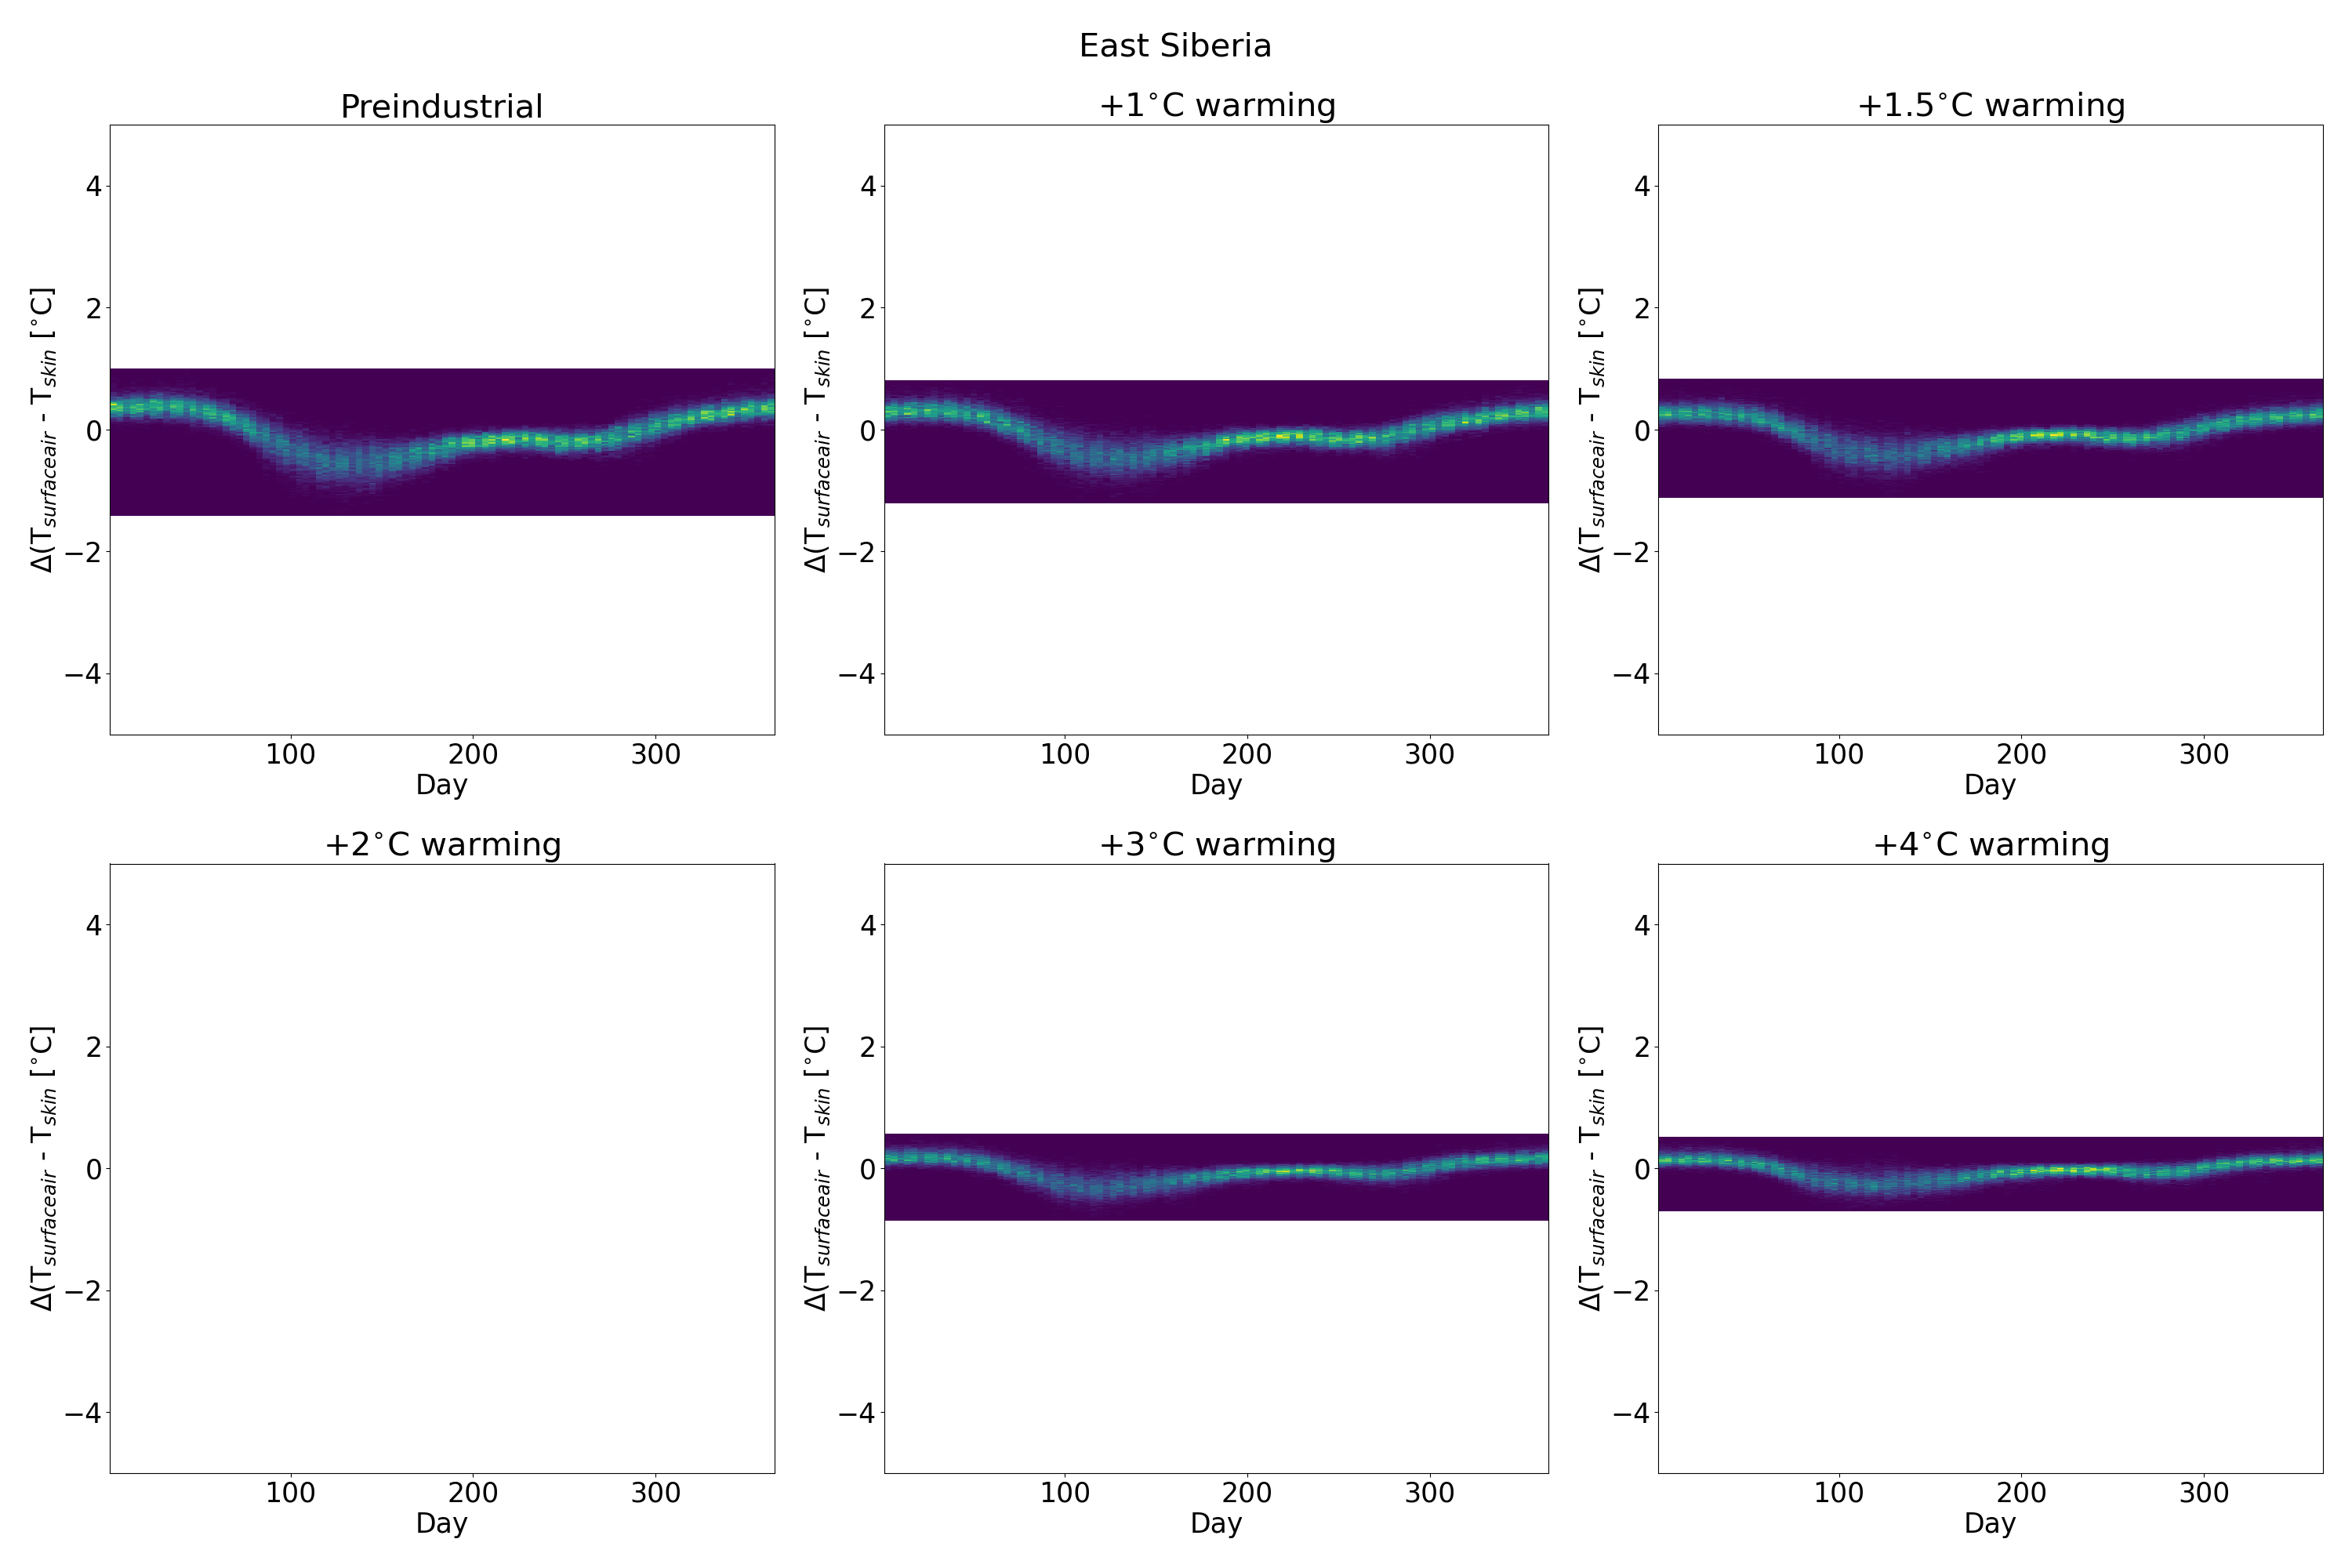 East Siberia
Preindustrial
+1°C warming
+1.5°C warming
Δ(T_surfaceair - T_skin [°C]
4
2
0
−2
−4
100 200 300
Day
Δ(T_surfaceair - T_skin [°C]
4
2
0
−2
−4
100 200 300
Day
Δ(T_surfaceair - T_skin [°C]
4
2
0
−2
−4
100 200 300
Day
+2°C warming
+3°C warming
+4°C warming
Δ(T_surfaceair - T_skin [°C]
4
2
0
−2
−4
100 200 300
Day
Δ(T_surfaceair - T_skin [°C]
4
2
0
−2
−4
100 200 300
Day
Δ(T_surfaceair - T_skin [°C]
4
2
0
−2
−4
100 200 300
Day